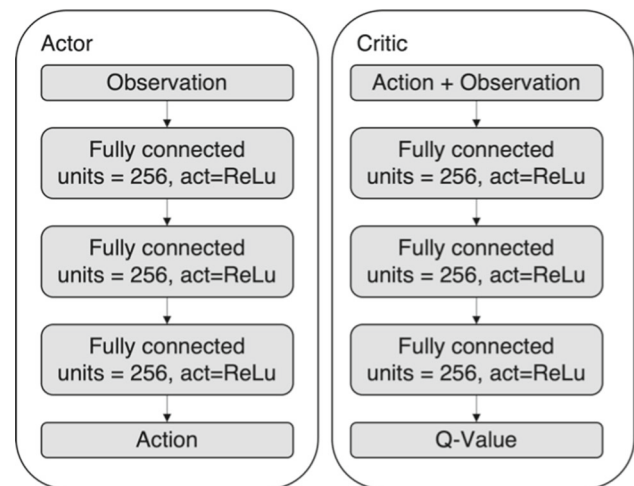 Actor
Observation
Fully connected
units = 256, act=ReLu
Fully connected
units = 256, act=ReLu
Fully connected
units = 256, act=ReLu
Action
Critic
Action + Observation
Fully connected
units = 256, act=ReLu
Fully connected
units = 256, act=ReLu
Fully connected
units = 256, act=ReLu
Q-Value